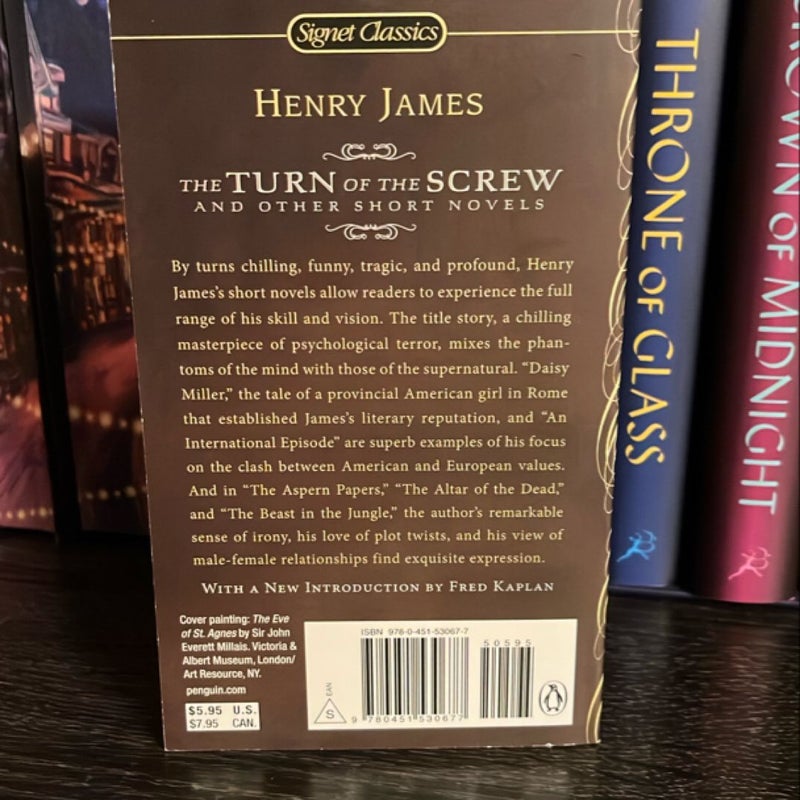 Signet Classics
HENRY JAMES
THE TURN OF THE SCREW
AND OTHER SHORT NOVELS
By turns chilling, funny, tragic, and profound, Henry
James's short novels allow readers to experience the full
range of his skill and vision. The title story, a chilling
masterpiece of psychological terror, mixes the phan-
toms of the mind with those of the supernatural. “Daisy
Miller,” the tale of a provincial American girl in Rome
that established James's literary reputation, and “An
International Episode” are superb examples of his focus
on the clash between American and European values.
And in “The Aspern Papers,” “The Altar of the Dead,”
and “The Beast in the Jungle,” the author's remarkable
sense of irony, his love of plot twists, and his view of
male-female relationships find exquisite expression.
WITH A NEW INTRODUCTION BY FRED KAPLAN
Cover painting: The Eve
of St. Agnes by Sir John
Everett Millais. Victoria &
Albert Museum, London/
Art Resource, NY.
penguin.com
$5.95 U.S.
$7.95 CAN.
ISBN 978-0-451-53067-7
50595
EAN
S
9 780451 530677
THRONE OF GLASS
OF MIDNIGHT